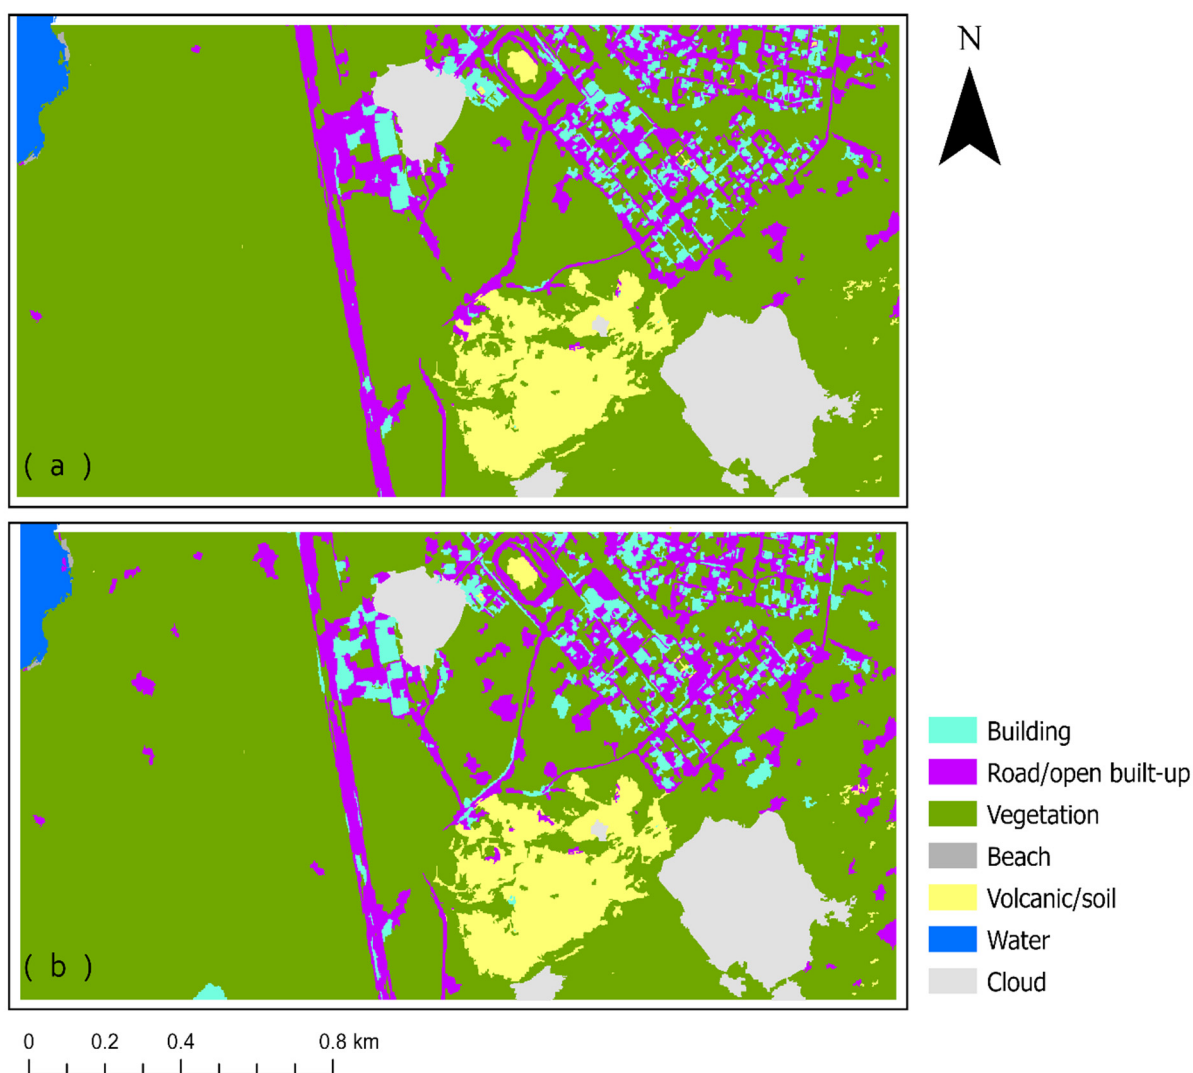 N
( a )
( b )
Building
Road/open built-up
Vegetation
Beach
Volcanic/soil
Water
Cloud
0 0.2 0.4 0.8 km